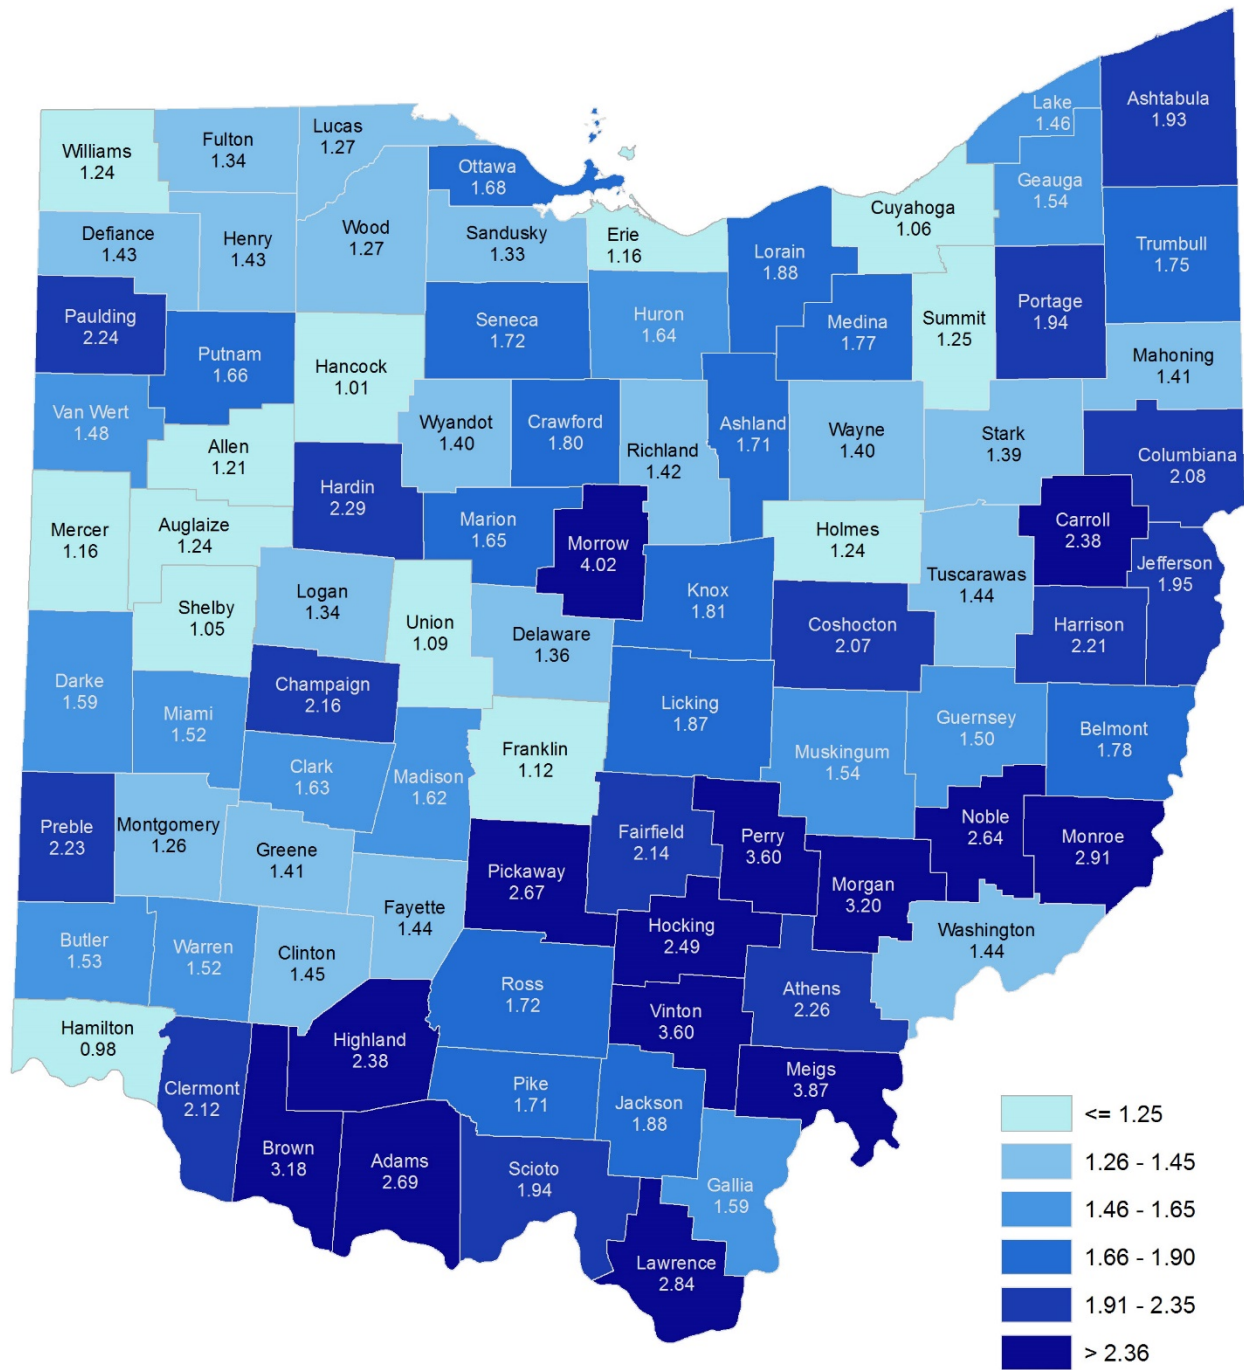 Ashtabula
1.93
Lake
1.46
Lucas
1.27
Fulton
1.34
Williams
1.24
Ottawa
1.68
Geauga
1.54
Cuyahoga
1.06
Wood
1.27
Sandusky
1.33
Erie
1.16
Defiance
1.43
Henry
1.43
Lorain
1.88
Trumbull
1.75
Paulding
2.24
Portage
1.94
Seneca
1.72
Huron
1.64
Medina
1.77
Summit
1.25
Putnam
1.66
Hancock
1.01
Mahoning
1.41
Van Wert
1.48
Wyandot
1.40
Crawford
1.80
Ashland
1.71
Wayne
1.40
Stark
1.39
Allen
1.21
Richland
1.42
Columbiana
2.08
Hardin
2.29
Mercer
1.16
Auglaize
1.24
Marion
1.65
Morrow
4.02
Holmes
1.24
Carroll
2.38
Jefferson
1.95
Tuscarawas
1.44
Logan
1.34
Knox
1.81
Shelby
1.05
Union
1.09
Delaware
1.36
Coshocton
2.07
Harrison
2.21
Darke
1.59
Champaign
2.16
Miami
1.52
Licking
1.87
Guernsey
1.50
Belmont
1.78
Franklin
1.12
Muskingum
1.54
Clark
1.63
Madison
1.62
Preble
2.23
Montgomery
1.26
Greene
1.41
Fairfield
2.14
Perry
3.60
Noble
2.64
Monroe
2.91
Pickaway
2.67
Morgan
3.20
Fayette
1.44
Hocking
2.49
Washington
1.44
Butler
1.53
Warren
1.52
Clinton
1.45
Ross
1.72
Athens
2.26
Vinton
3.60
Hamilton
0.98
Highland
2.38
Meigs
3.87
Clermont
2.12
Pike
1.71
Jackson
1.88
Brown
3.18
Adams
2.69
Scioto
1.94
Gallia
1.59
Lawrence
2.84
<= 1.25
1.26 - 1.45
1.46 - 1.65
1.66 - 1.90
1.91 - 2.35
> 2.36